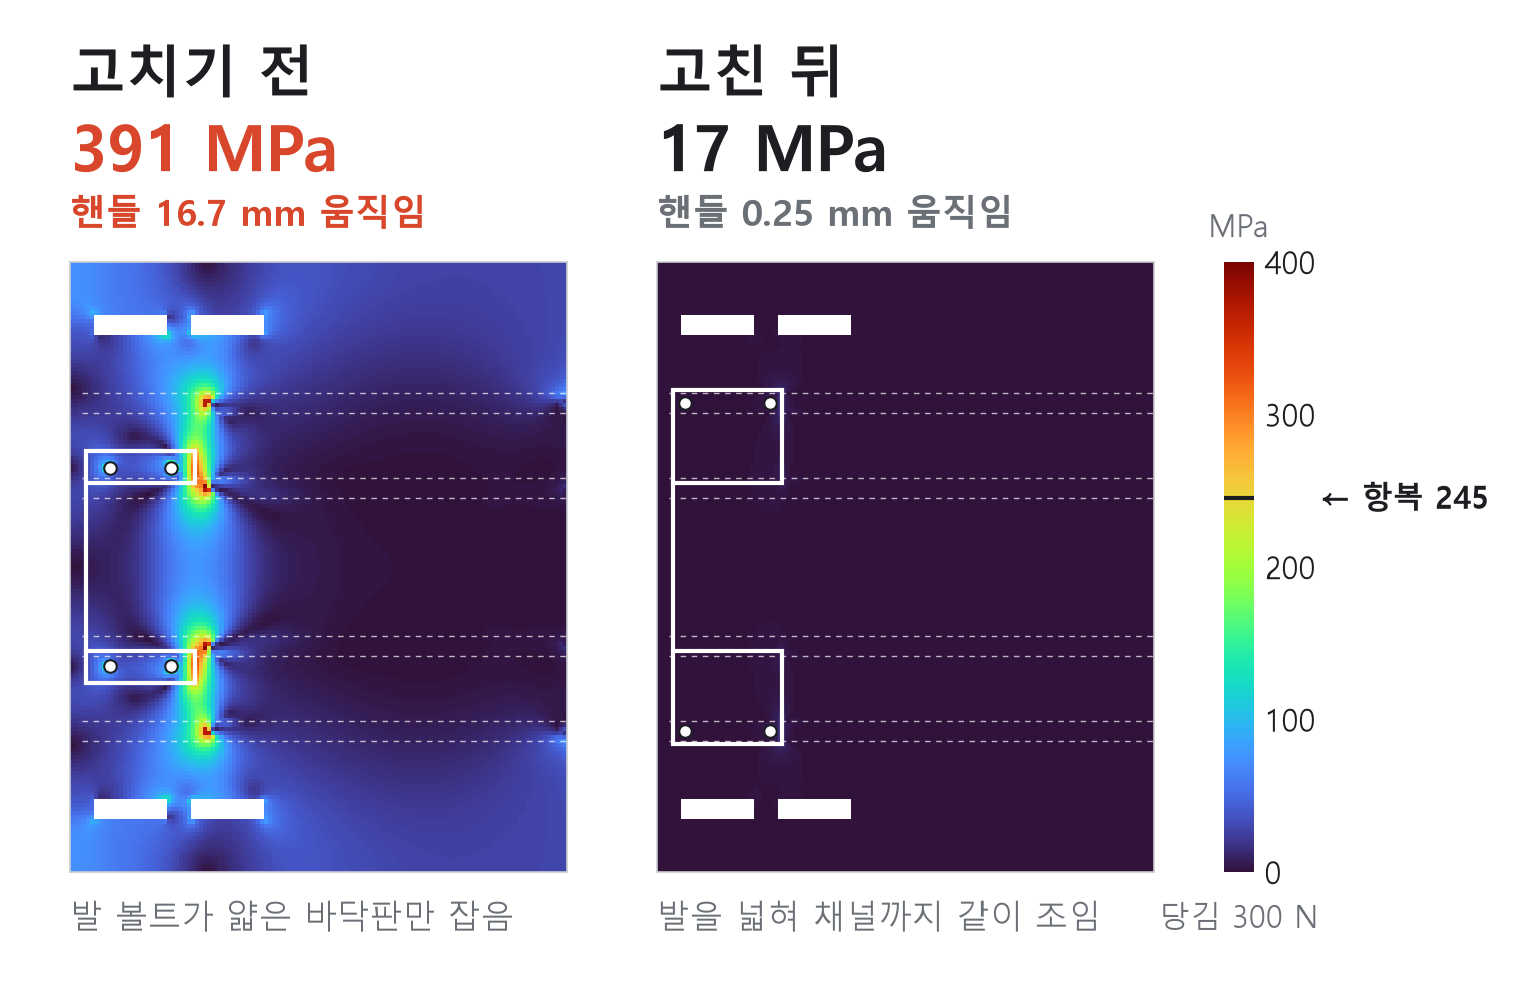 고치기 전
391 MPa
핸들 16.7 mm 움직임
고친 뒤
17 MPa
핸들 0.25 mm 움직임
MPa
400
300
← 항복 245
200
100
0
발 볼트가 얇은 바닥판만 잡음
발을 넓혀 채널까지 같이 조임
당김 300 N